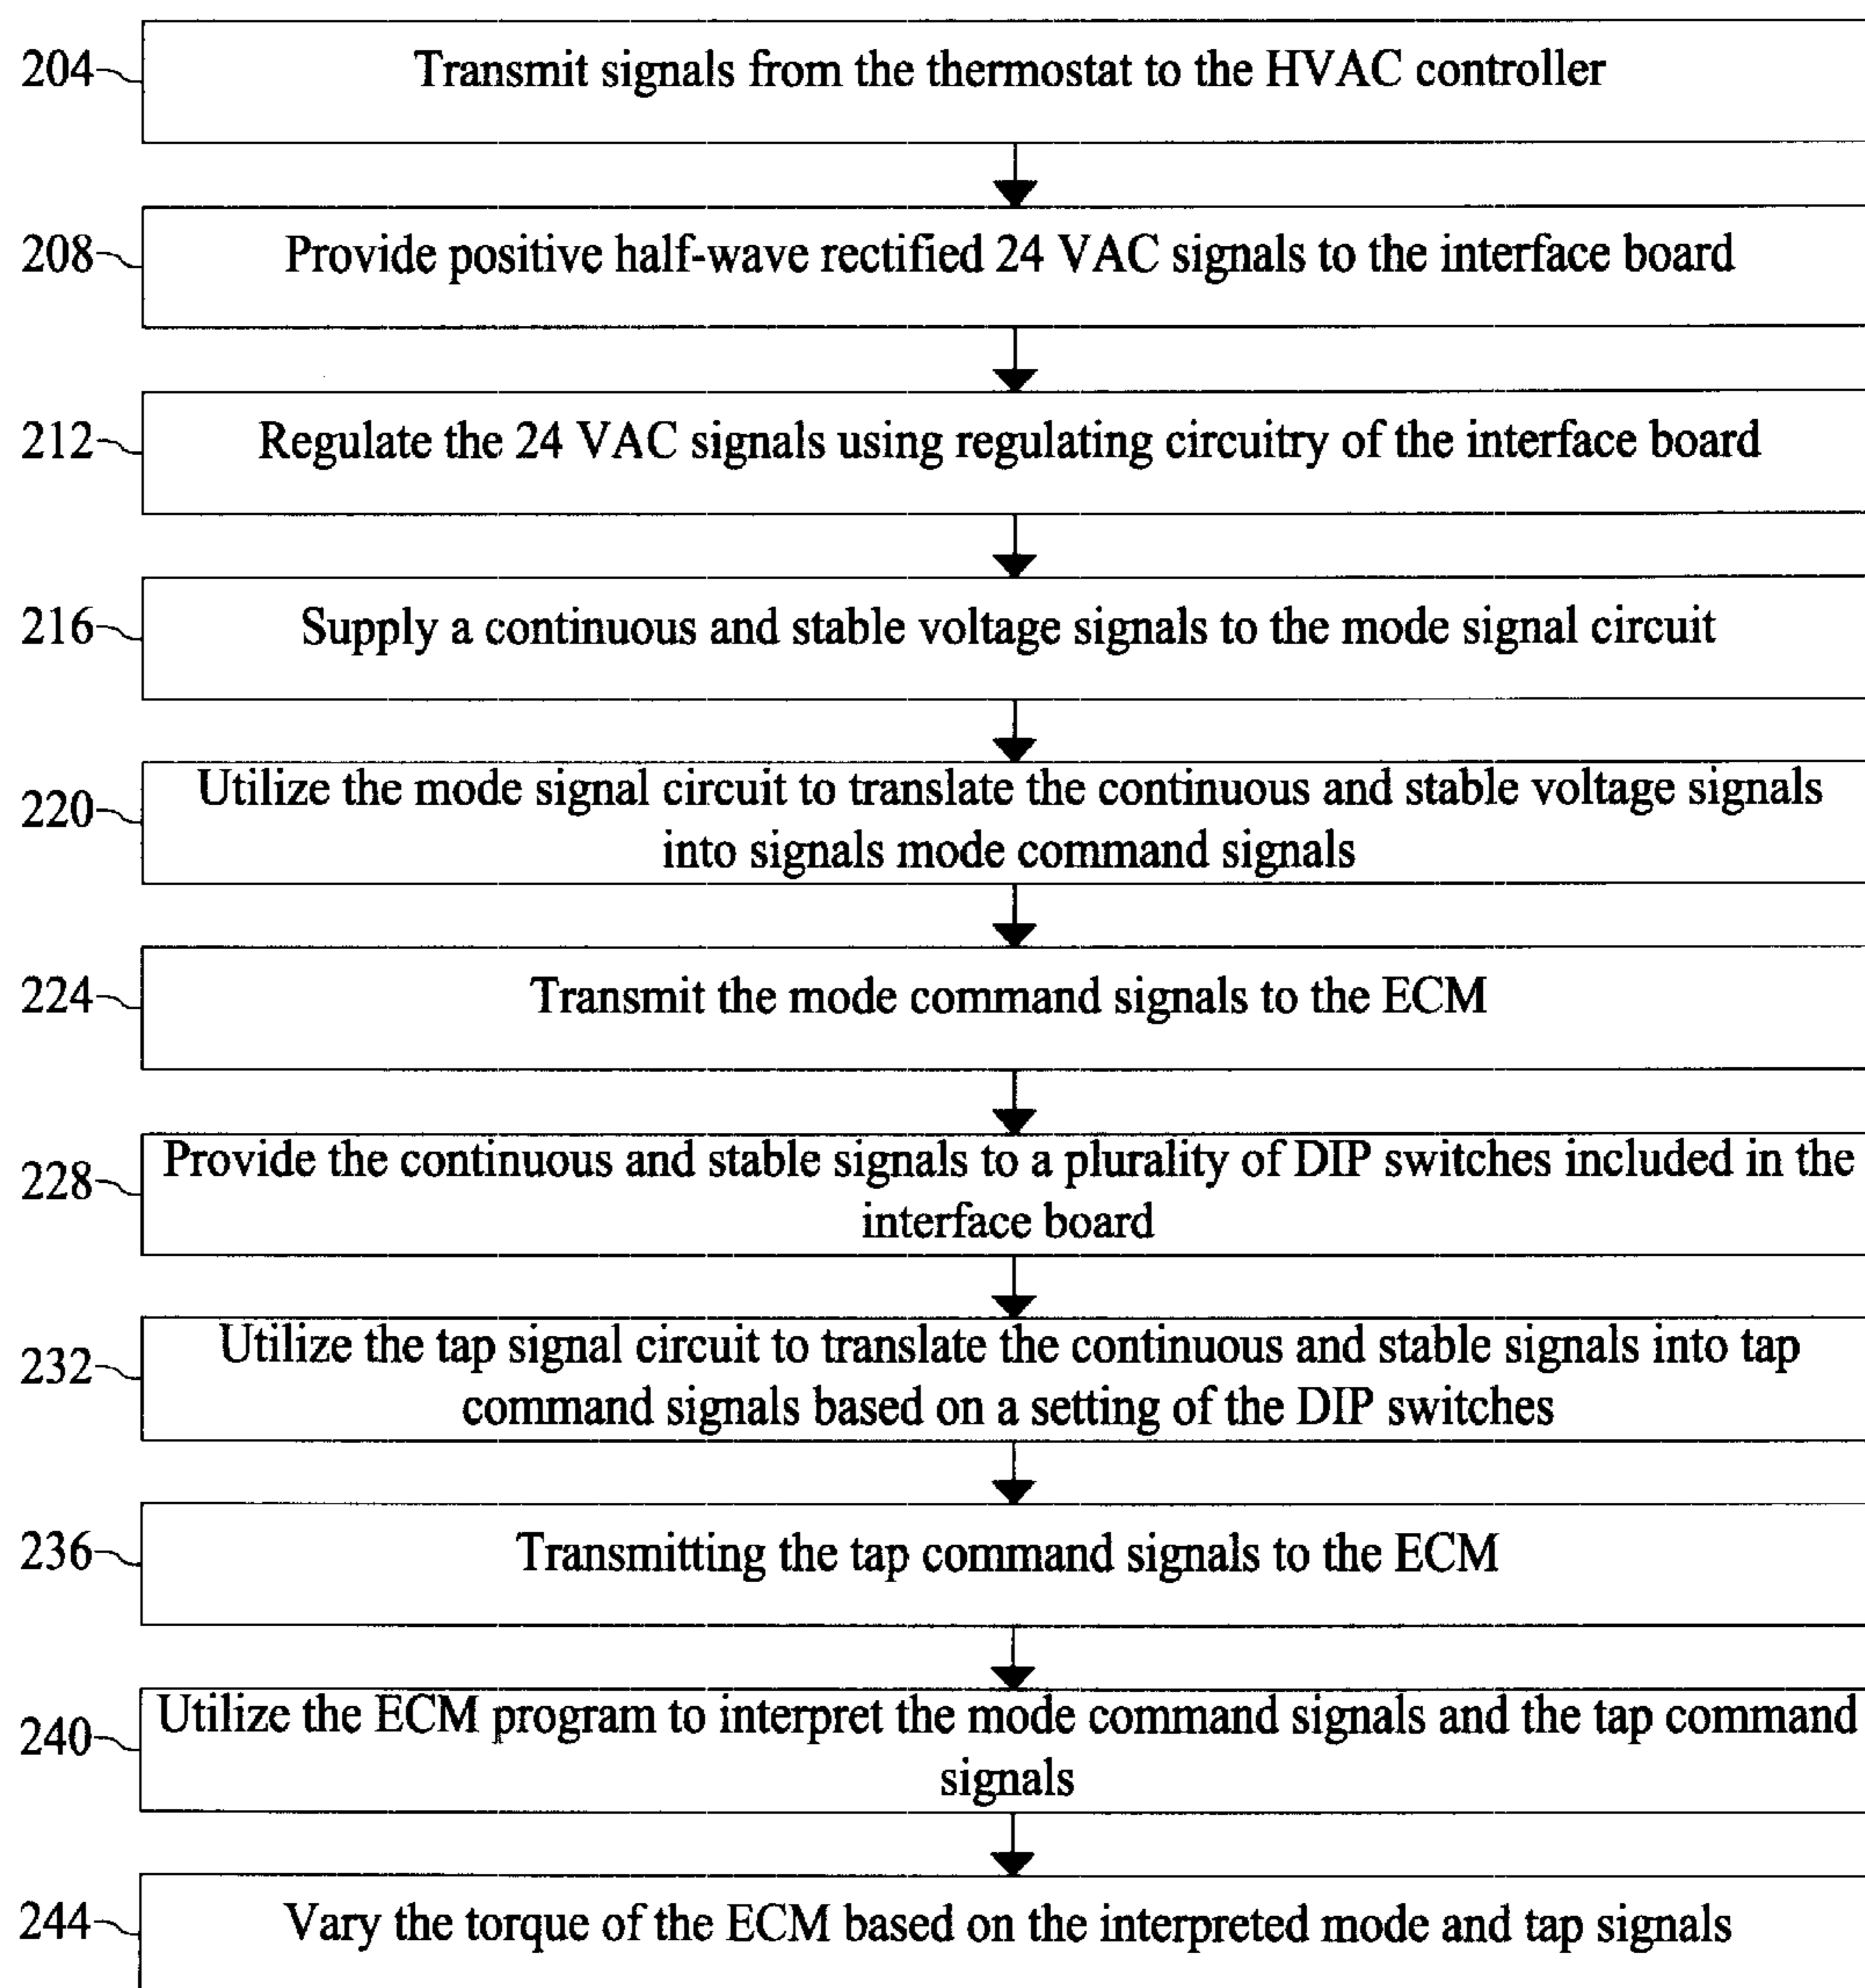 204
Transmit signals from the thermostat to the HVAC controller
208
Provide positive half-wave rectified 24 VAC signals to the interface board
212
Regulate the 24 VAC signals using regulating circuitry of the interface board
216
Supply a continuous and stable voltage signals to the mode signal circuit
220
Utilize the mode signal circuit to translate the continuous and stable voltage signals
into signals mode command signals
224
Transmit the mode command signals to the ECM
228
Provide the continuous and stable signals to a plurality of DIP switches included in the
interface board
232
Utilize the tap signal circuit to translate the continuous and stable signals into tap
command signals based on a setting of the DIP switches
236
Transmitting the tap command signals to the ECM
240
Utilize the ECM program to interpret the mode command signals and the tap command
signals
244
Vary the torque of the ECM based on the interpreted mode and tap signals